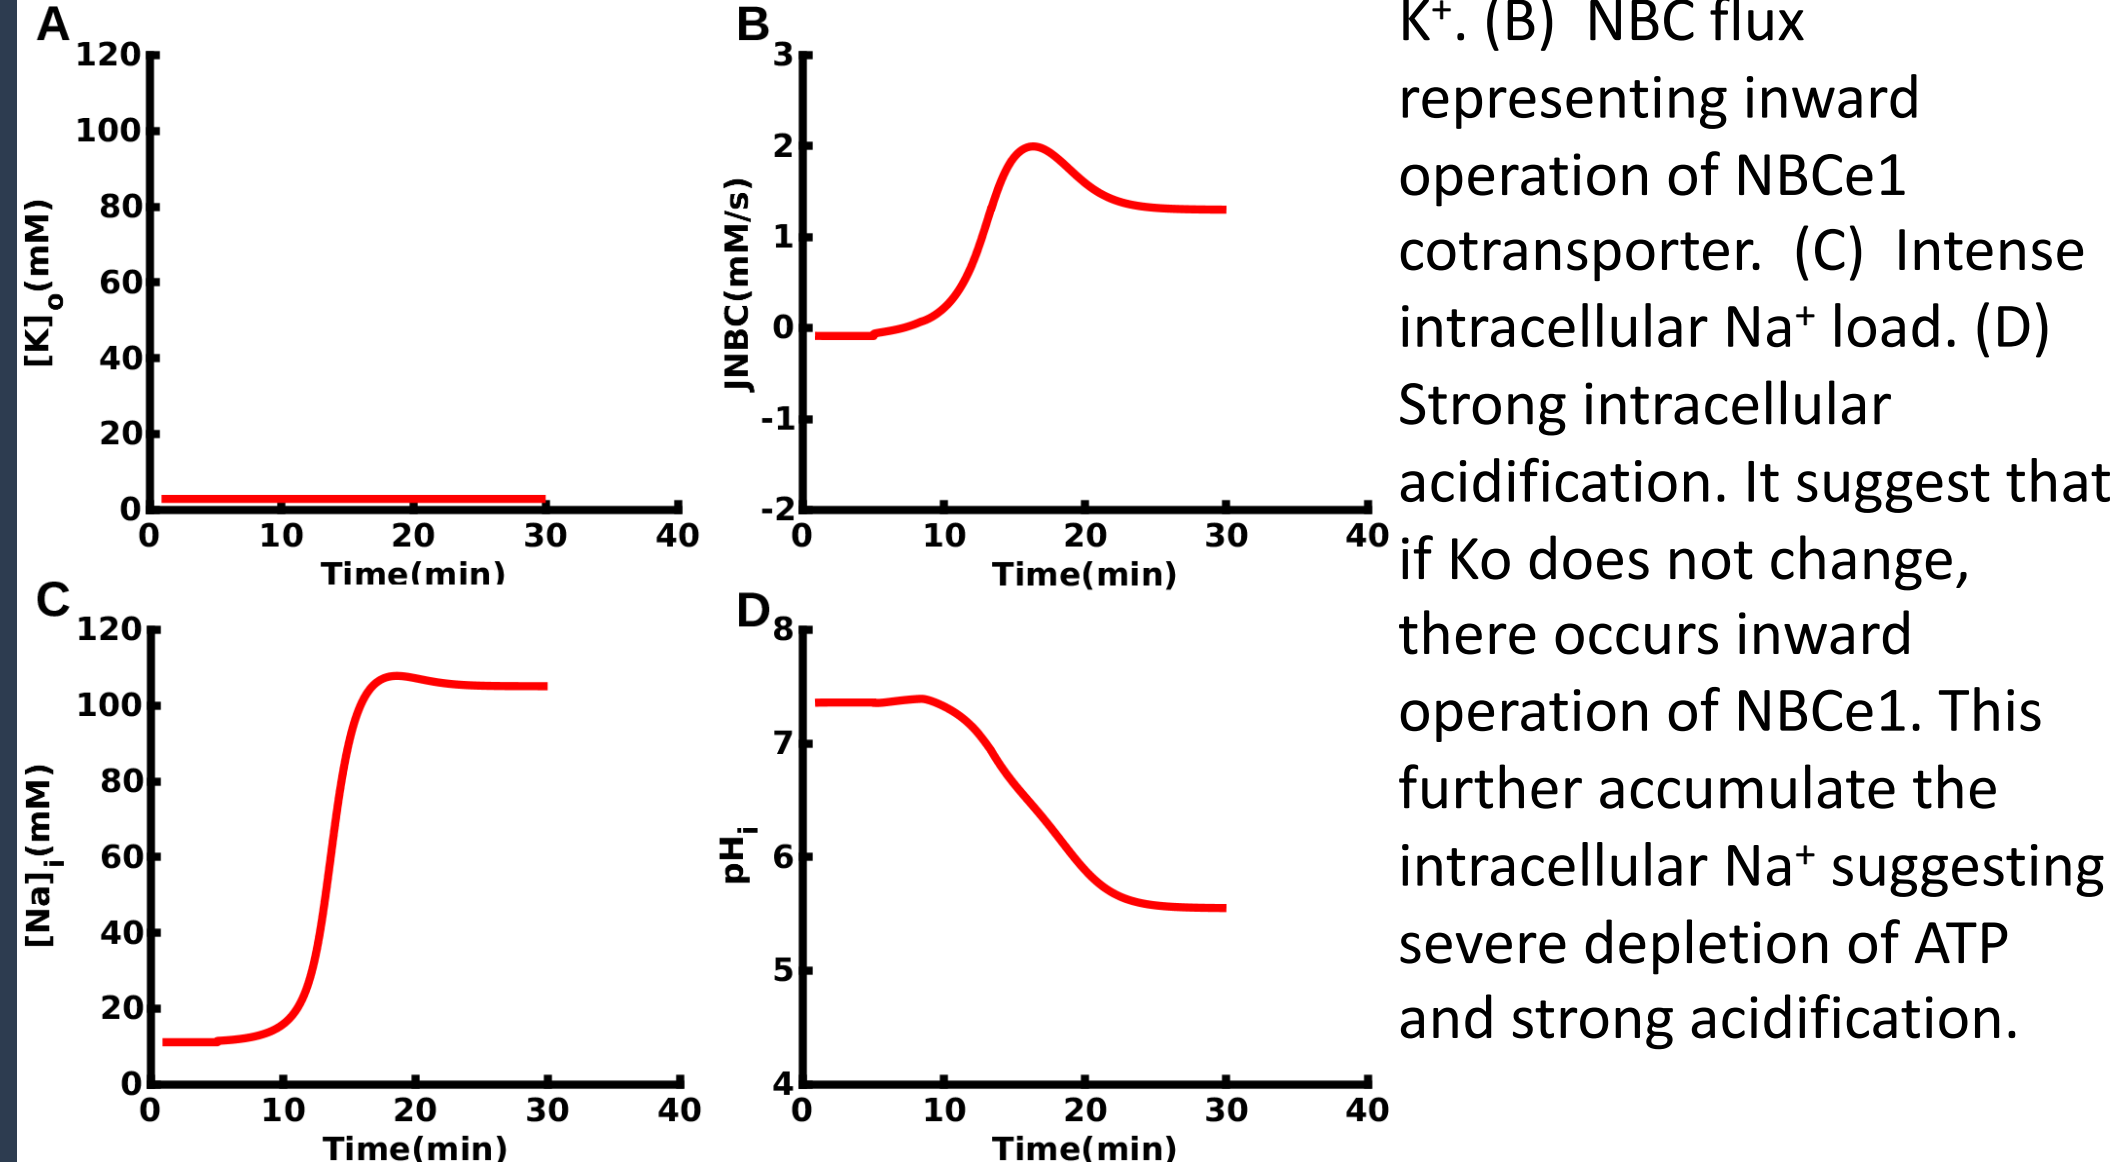 A
120
100
80
60
40
20
0
0 10 20 30 40
[K]o(mM)
Time(min)
B
3
2
1
0
-1
-2
0 10 20 30 40
JNBC(mM/s)
Time(min)
C
120
100
80
60
40
20
0
0 10 20 30 40
[Na]i(mM)
Time(min)
D
8
7
6
5
4
0 10 20 30 40
pHi
Time(min)
K⁺. (B) NBC flux
representing inward
operation of NBCe1
cotransporter. (C) Intense
intracellular Na⁺ load. (D)
Strong intracellular
acidification. It suggest that
if Ko does not change,
there occurs inward
operation of NBCe1. This
further accumulate the
intracellular Na⁺ suggesting
severe depletion of ATP
and strong acidification.